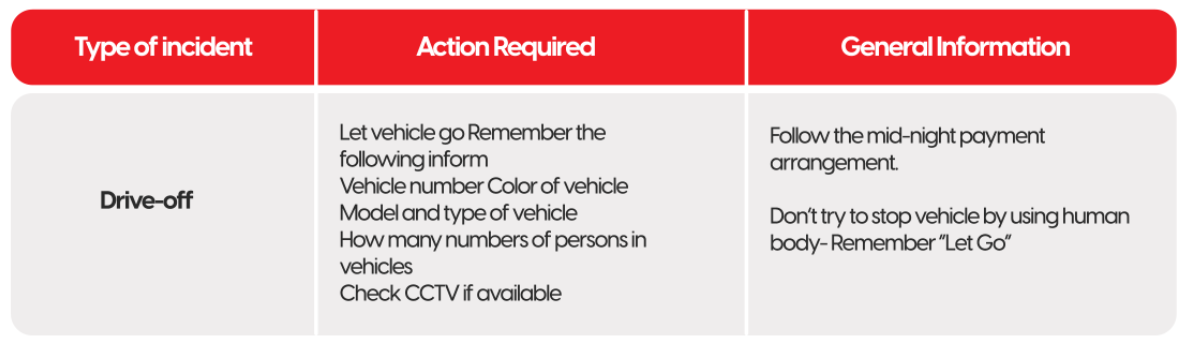 Type of incident
Action Required
General Information
Drive-off
Let vehicle go Remember the
following inform
Vehicle number Color of vehicle
Model and type of vehicle
How many numbers of persons in
vehicles
Check CCTV if available
Follow the mid-night payment
arrangement.
Don't try to stop vehicle by using human
body- Remember "Let Go"